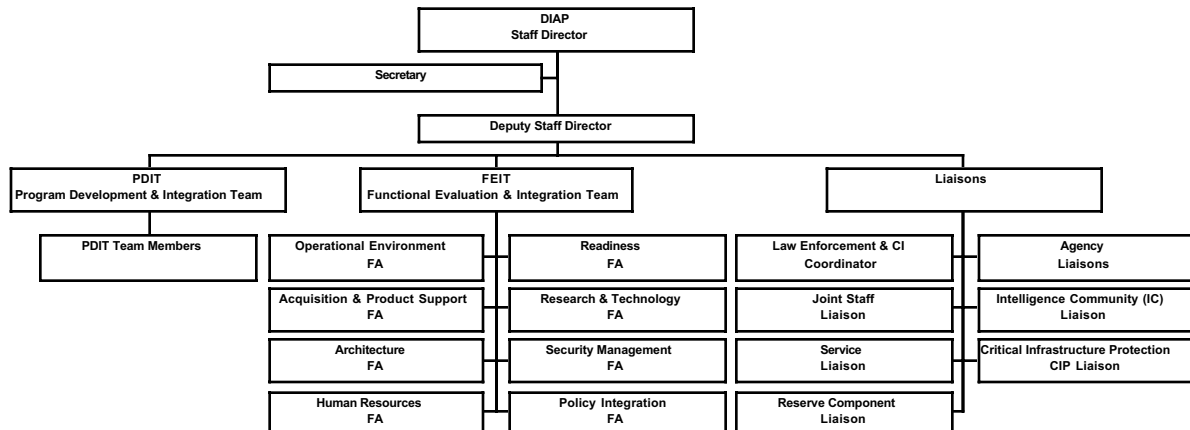 DIAP
Staff Director
Secretary
Deputy Staff Director
PDIT
Program Development & Integration Team
FEIT
Functional Evaluation & Integration Team
Liaisons
PDIT Team Members
Operational Environment
FA
Readiness
FA
Law Enforcement & CI
Coordinator
Agency
Liaisons
Acquisition & Product Support
FA
Research & Technology
FA
Joint Staff
Liaison
Intelligence Community (IC)
Liaison
Architecture
FA
Security Management
FA
Service
Liaison
Critical Infrastructure Protection
CIP Liaison
Human Resources
FA
Policy Integration
FA
Reserve Component
Liaison